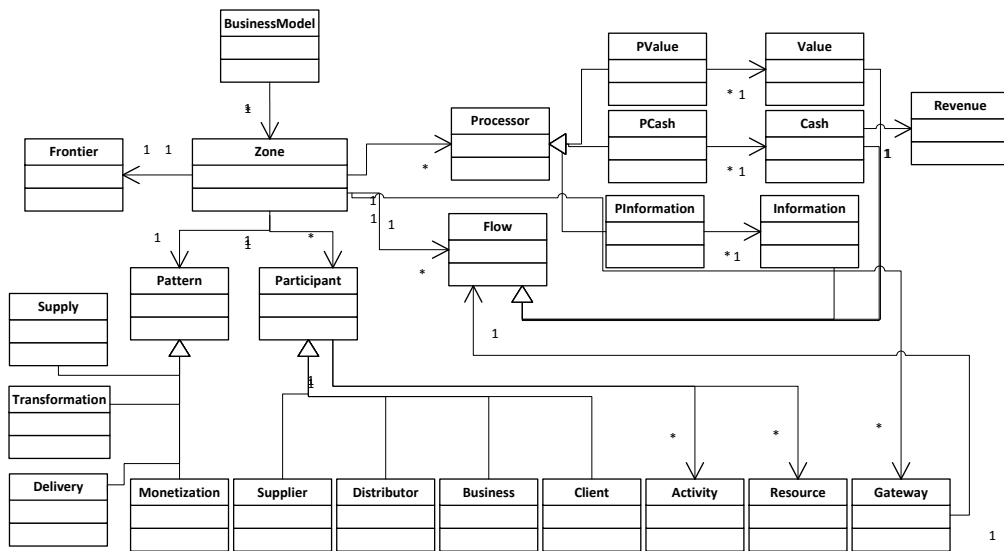 BusinessModel
PValue
Value
* 1
Revenue
Processor
PCash
Cash
* 1
1
Frontier
1 1
Zone
*
1
1
1
PInformation
Information
* 1
Flow
*
1
1
*
Pattern
Participant
Supply
1
1
Transformation
*
*
*
Delivery
Monetization
Supplier
Distributor
Business
Client
Activity
Resource
Gateway
1